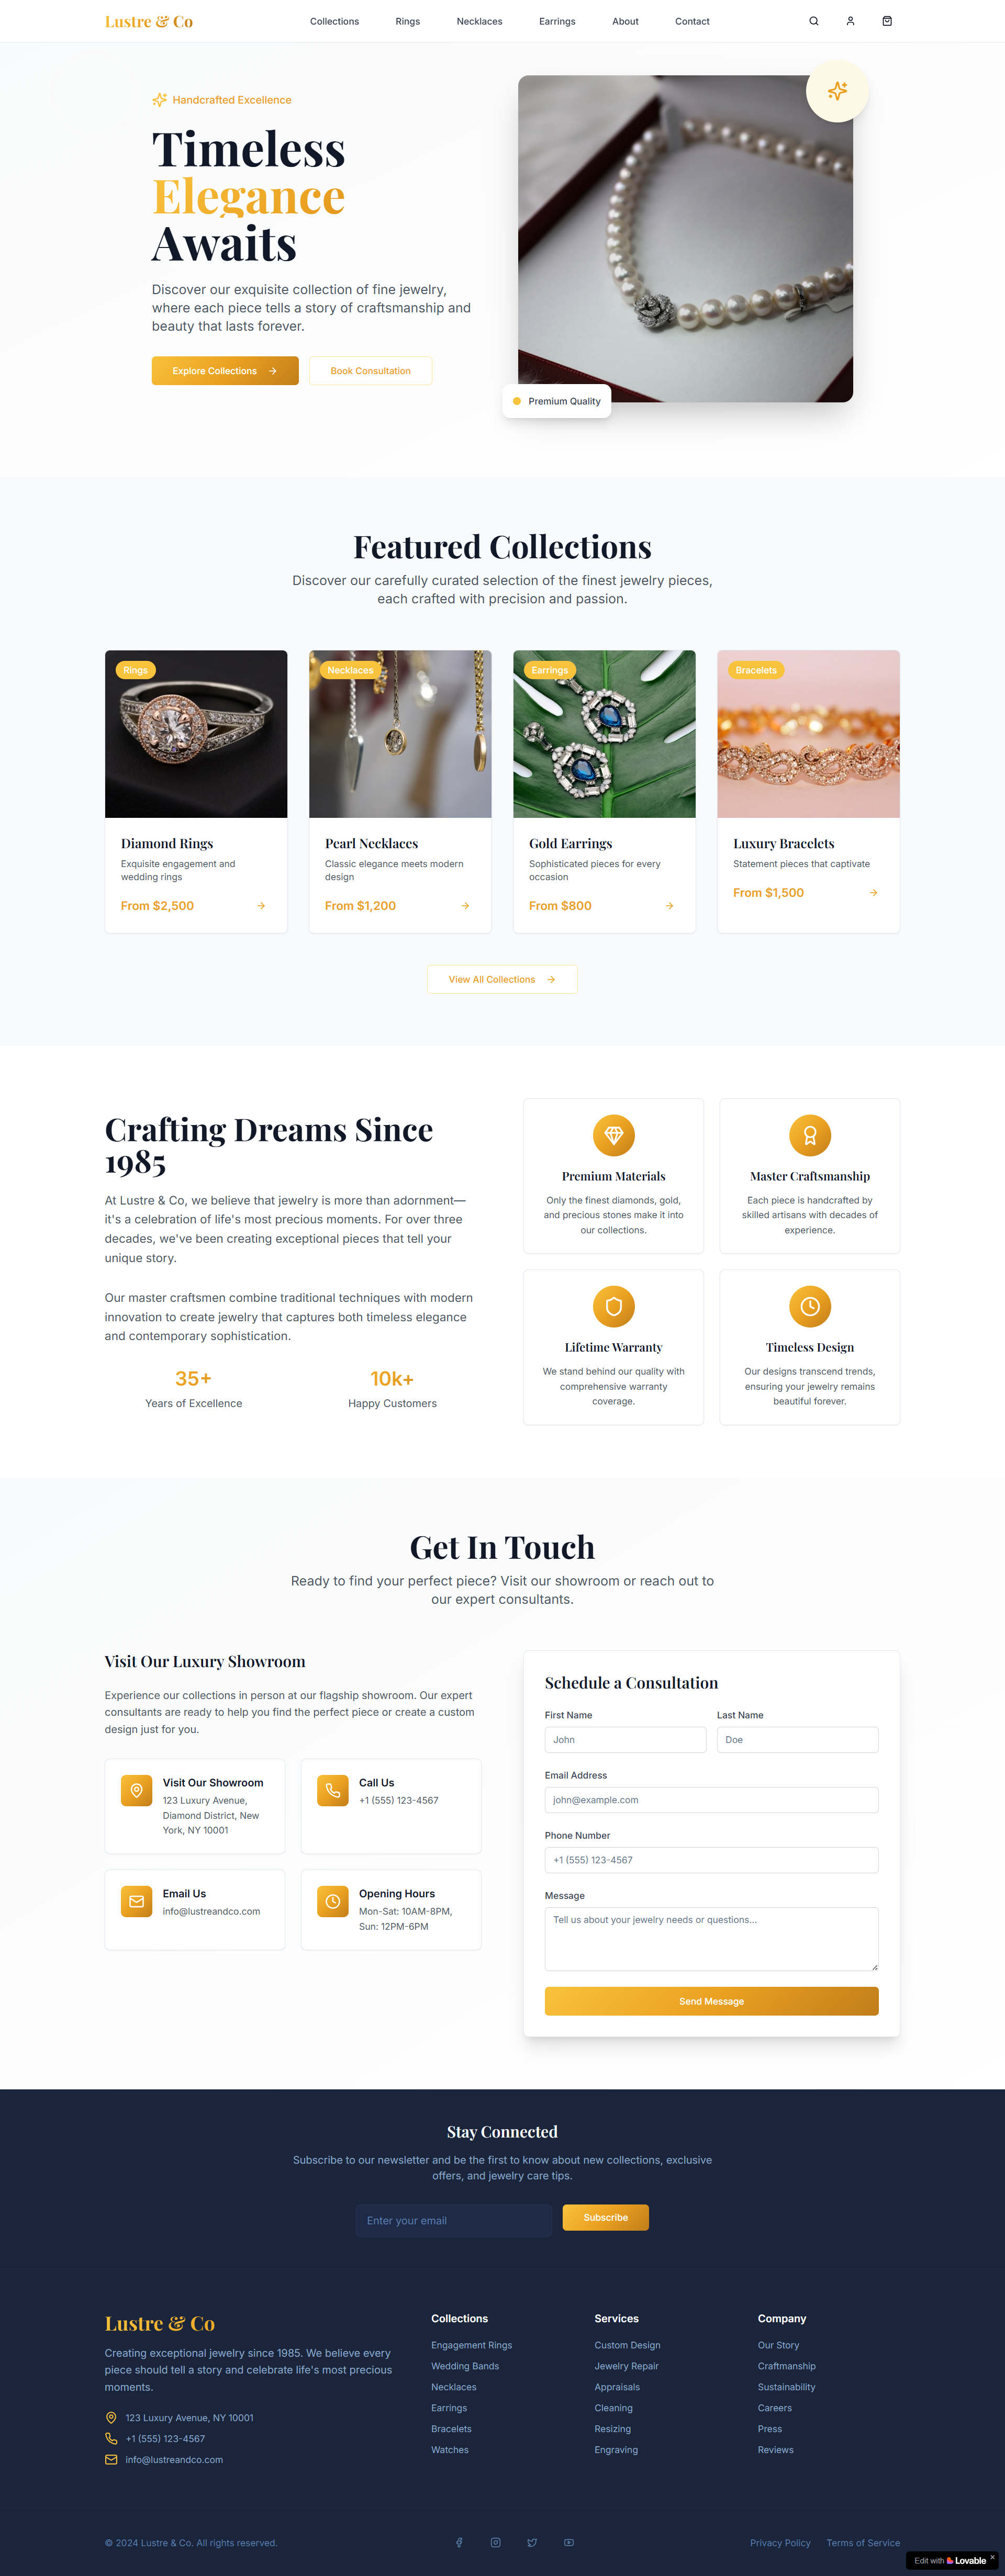 Lustre & Co
Collections
Rings
Necklaces
Earrings
About
Contact
Handcrafted Excellence
Timeless
Elegance
Awaits
Discover our exquisite collection of fine jewelry,
where each piece tells a story of craftsmanship and
beauty that lasts forever.
Explore Collections
Book Consultation
Premium Quality
Featured Collections
Discover our carefully curated selection of the finest jewelry pieces,
each crafted with precision and passion.
Rings
Necklaces
Earrings
Bracelets
Diamond Rings
Exquisite engagement and
wedding rings
From $2,500
Pearl Necklaces
Classic elegance meets modern
design
From $1,200
Gold Earrings
Sophisticated pieces for every
occasion
From $800
Luxury Bracelets
Statement pieces that captivate
From $1,500
View All Collections
Crafting Dreams Since
1985
At Lustre & Co, we believe that jewelry is more than adornment—
it's a celebration of life's most precious moments. For over three
decades, we've been creating exceptional pieces that tell your
unique story.
Our master craftsmen combine traditional techniques with modern
innovation to create jewelry that captures both timeless elegance
and contemporary sophistication.
35+
Years of Excellence
10k+
Happy Customers
Premium Materials
Only the finest diamonds, gold,
and precious stones make it into
our collections.
Master Craftsmanship
Each piece is handcrafted by
skilled artisans with decades of
experience.
Lifetime Warranty
We stand behind our quality with
comprehensive warranty
coverage.
Timeless Design
Our designs transcend trends,
ensuring your jewelry remains
beautiful forever.
Get In Touch
Ready to find your perfect piece? Visit our showroom or reach out to
our expert consultants.
Visit Our Luxury Showroom
Experience our collections in person at our flagship showroom. Our expert
consultants are ready to help you find the perfect piece or create a custom
design just for you.
Visit Our Showroom
123 Luxury Avenue,
Diamond District, New
York, NY 10001
Call Us
+1 (555) 123-4567
Email Us
info@lustreandco.com
Opening Hours
Mon-Sat: 10AM-8PM,
Sun: 12PM-6PM
Schedule a Consultation
First Name
Last Name
John
Doe
Email Address
john@example.com
Phone Number
+1 (555) 123-4567
Message
Tell us about your jewelry needs or questions...
Send Message
Stay Connected
Subscribe to our newsletter and be the first to know about new collections, exclusive
offers, and jewelry care tips.
Enter your email
Subscribe
Lustre & Co
Creating exceptional jewelry since 1985. We believe every
piece should tell a story and celebrate life's most precious
moments.
123 Luxury Avenue, NY 10001
+1 (555) 123-4567
info@lustreandco.com
Collections
Engagement Rings
Wedding Bands
Necklaces
Earrings
Bracelets
Watches
Services
Custom Design
Jewelry Repair
Appraisals
Cleaning
Resizing
Engraving
Company
Our Story
Craftmanship
Sustainability
Careers
Press
Reviews
© 2024 Lustre & Co. All rights reserved.
Privacy Policy
Terms of Service
Edit with Lovable